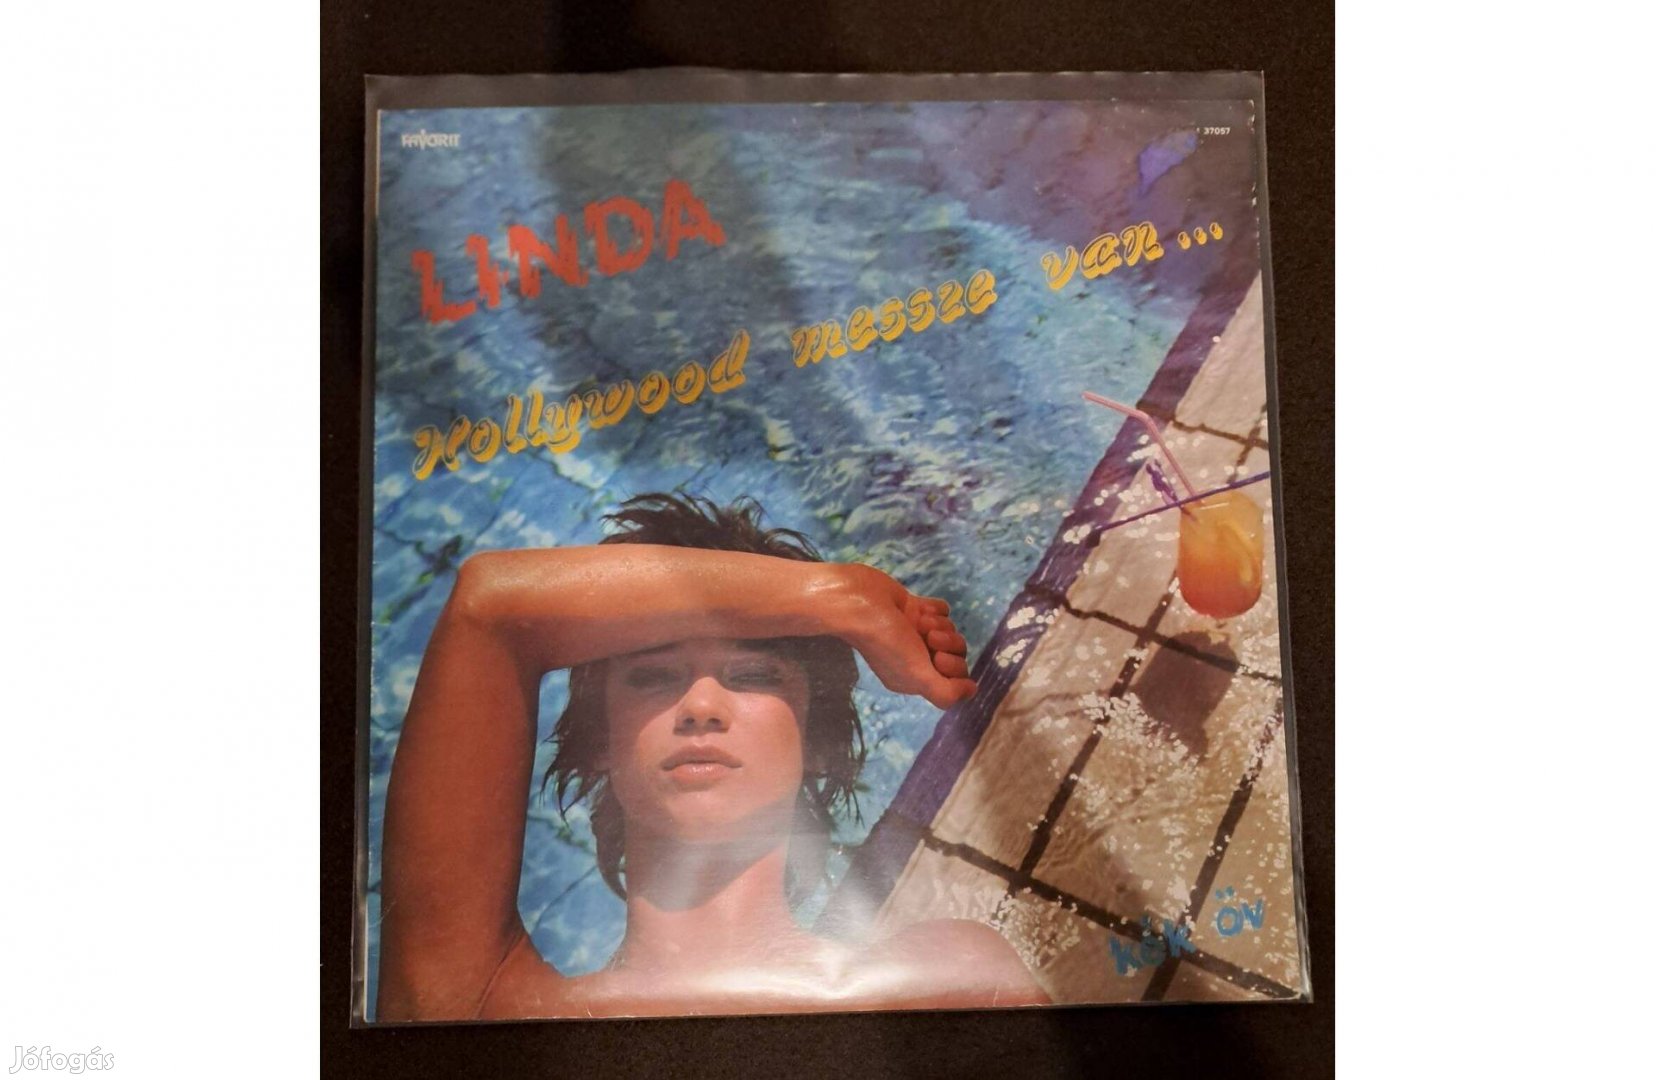 FAVORIT
37057
LINDA
Hollywood messze van...
kék öv
Jófogás